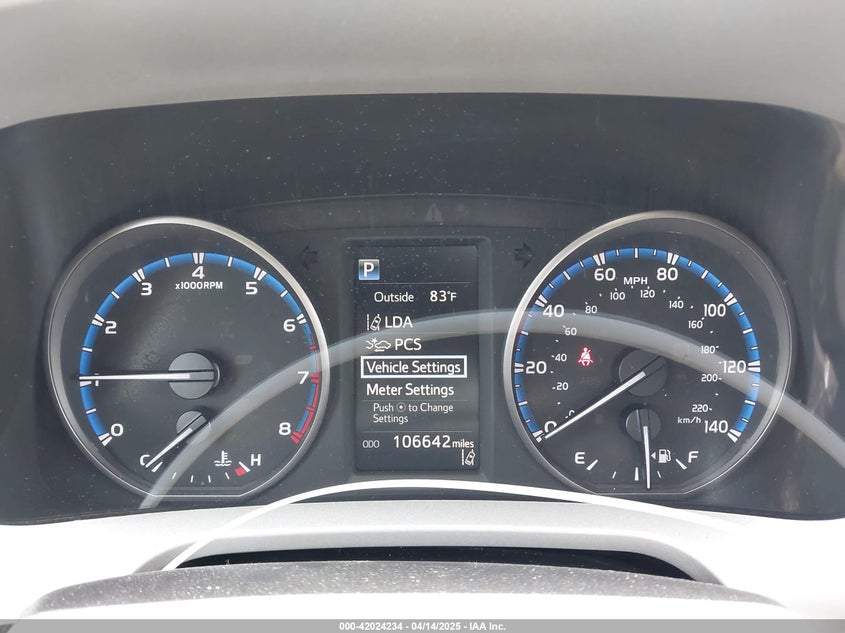 0
1
2
3
4
5
6
7
8
x1000RPM
C
H
P
Outside 83°F
LDA
PCS
Vehicle Settings
Meter Settings
Push to Change
Settings
ODO 106642 miles
0
20
40
60
80
100
120
140
MPH
0
20
40
60
80
100
120
140
160
180
200
220
km/h
ABS
E
F
000-42024234 - 04/14/2025 - IAA Inc.